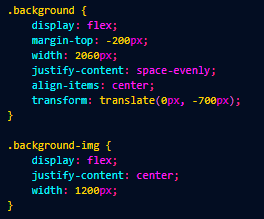 .background {
display: flex;
margin-top: -200px;
width: 2060px;
justify-content: space-evenly;
align-items: center;
transform: translate(0px, -700px);
}
.background-img {
display: flex;
justify-content: center;
width: 1200px;
}